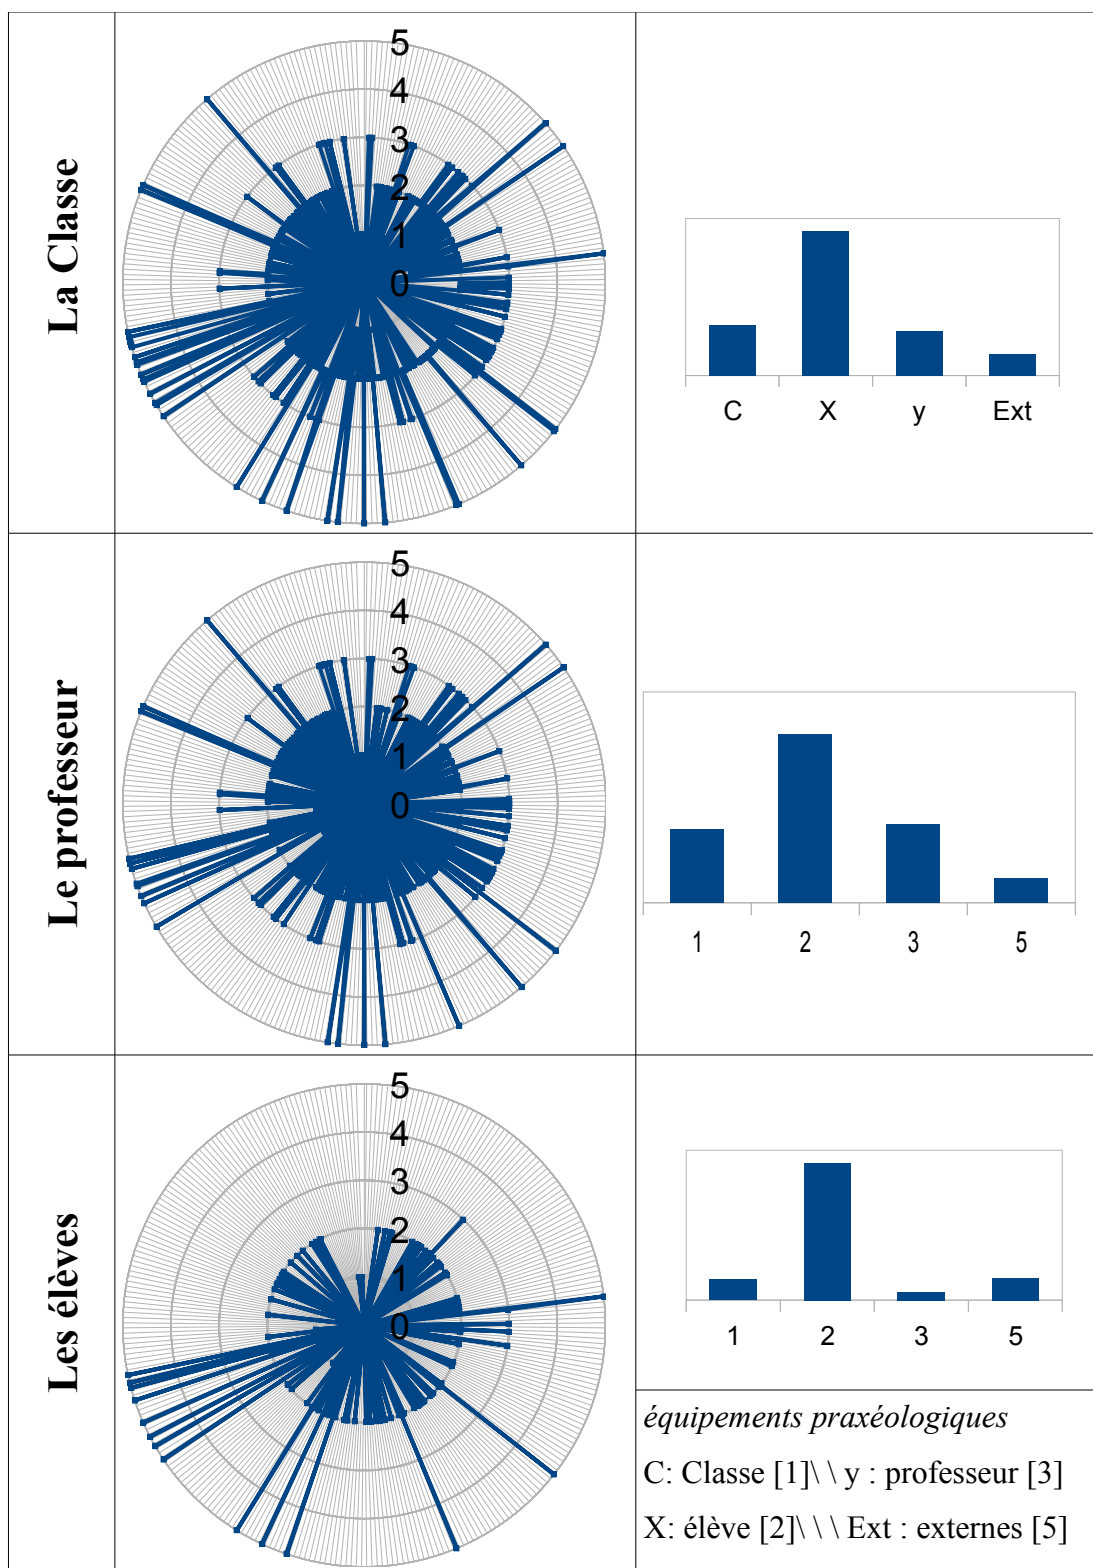 La Classe
5
4
3
2
1
0
C X y Ext
Le professeur
5
4
3
2
1
0
1 2 3 5
Les élèves
5
4
3
2
1
0
1 2 3 5
équipements praxéologiques
C: Classe [1]\ \ y : professeur [3]
X: élève [2]\ \ \ Ext : externes [5]